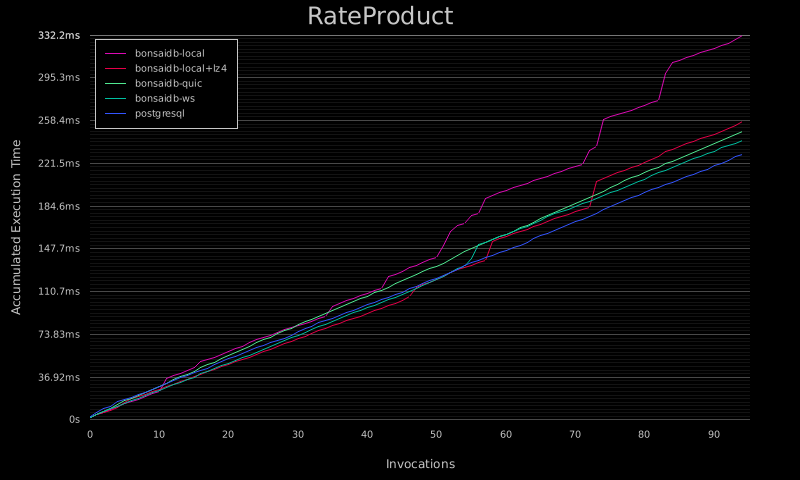 RateProduct
332.2ms
295.3ms
258.4ms
221.5ms
184.6ms
147.7ms
110.7ms
73.83ms
36.92ms
0s
bonsaidb-local
bonsaidb-local+lz4
bonsaidb-quic
bonsaidb-ws
postgresql
Accumulated Execution Time
0 10 20 30 40 50 60 70 80 90
Invocations